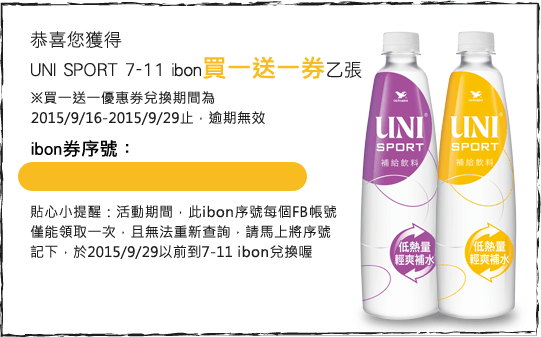 恭喜您獲得
UNI SPORT 7-11 ibon買一送一券乙張
※買一送一優惠券兌換期間為
2015/9/16-2015/9/29止，逾期無效
ibon券序號：
貼心小提醒：活動期間，此ibon序號每個FB帳號
僅能領取一次，且無法重新查詢，請馬上將序號
記下，於2015/9/29以前到7-11 ibon兌換喔
UNI
SPORT
補給飲料
低熱量
輕爽補水
UNI
SPORT
補給飲料
低熱量
輕爽補水